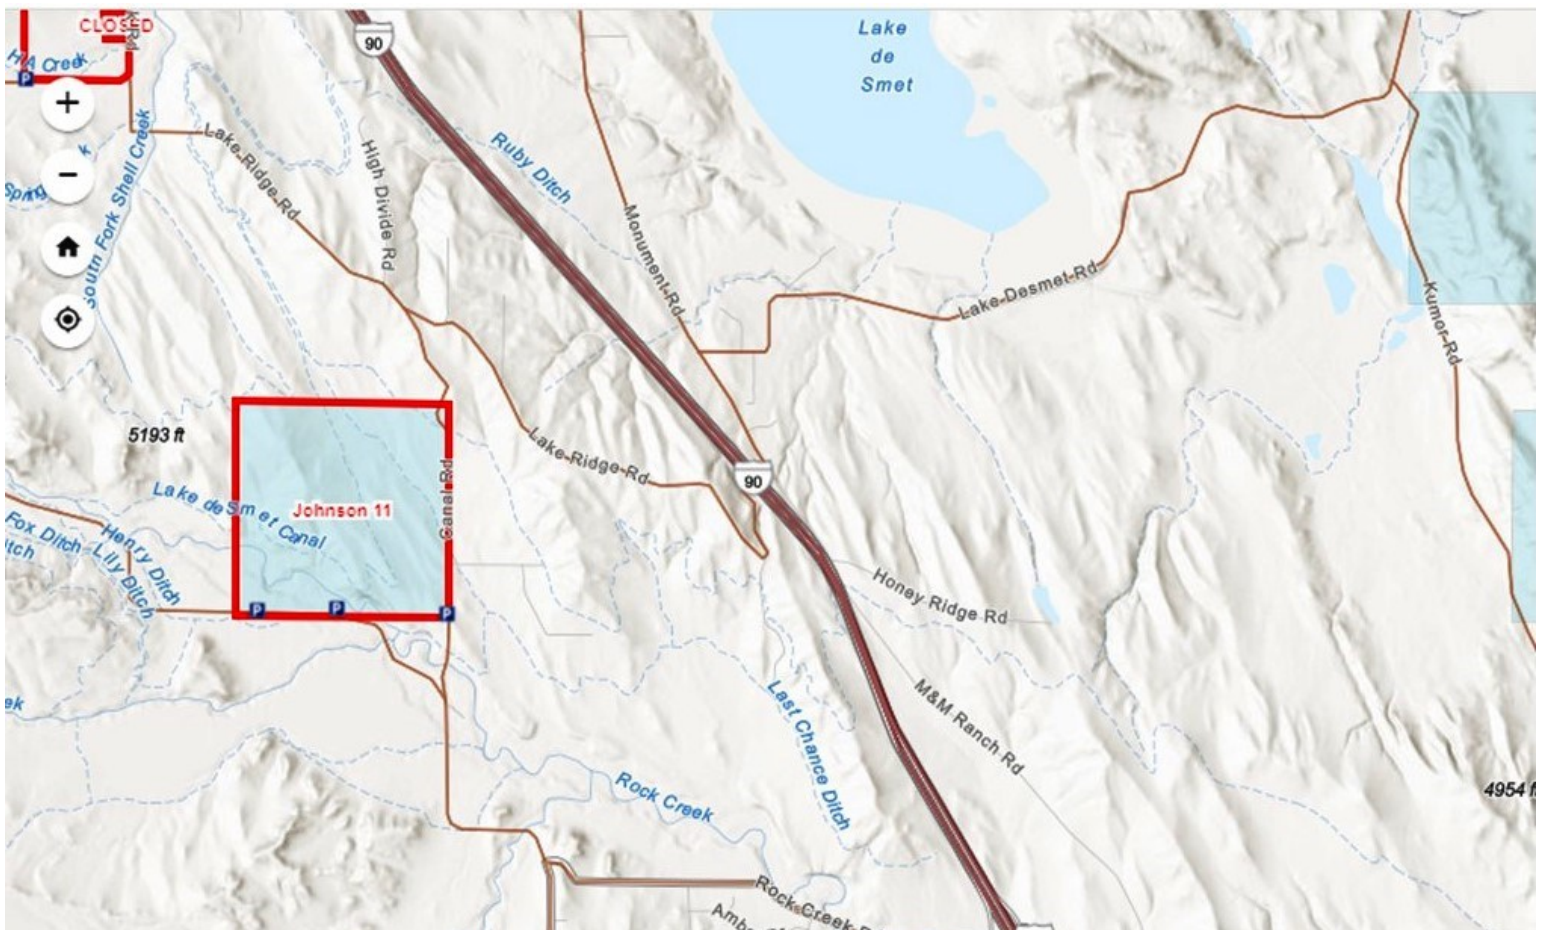 CLOSED
90
Lake
de
Smet
H A Creek
P
+
Ruby Ditch
South Fork Shell Creek
Lake Ridge Rd
High Divide Rd
−
Spring
Monument Rd
Lake Desmet Rd
Kumor Rd
5193 ft
Lake Ridge Rd
90
Canal Rd
Lake de Smet Canal
Johnson 11
Fox Ditch-Lily Ditch
Henry Ditch
itch
Honey Ridge Rd
P
P
P
ek
Last Chance Ditch
M&M Ranch Rd
Rock Creek
4954 f
Rock Creek
Ambe